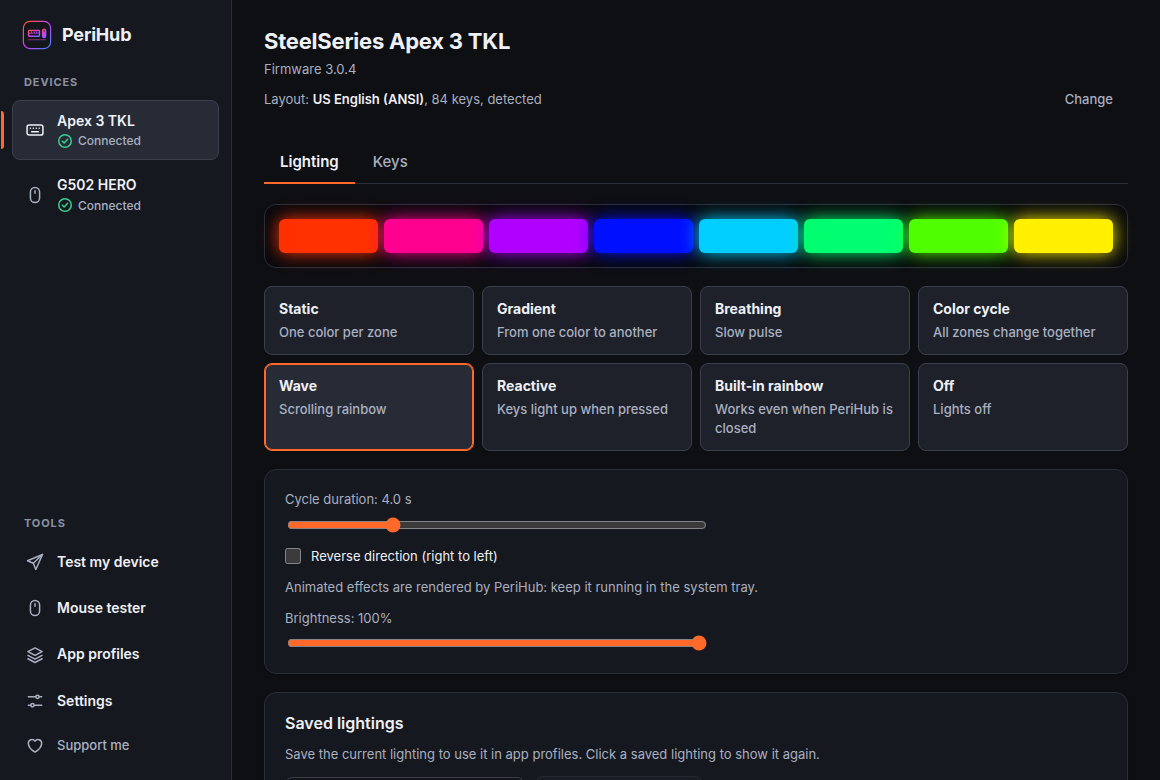 PeriHub
DEVICES
Apex 3 TKL
Connected
G502 HERO
Connected
TOOLS
Test my device
Mouse tester
App profiles
Settings
Support me
SteelSeries Apex 3 TKL
Firmware 3.0.4
Layout: US English (ANSI), 84 keys, detected
Change
Lighting
Keys
Static
One color per zone
Gradient
From one color to another
Breathing
Slow pulse
Color cycle
All zones change together
Wave
Scrolling rainbow
Reactive
Keys light up when pressed
Built-in rainbow
Works even when PeriHub is
closed
Off
Lights off
Cycle duration: 4.0 s
Reverse direction (right to left)
Animated effects are rendered by PeriHub: keep it running in the system tray.
Brightness: 100%
Saved lightings
Save the current lighting to use it in app profiles. Click a saved lighting to show it again.